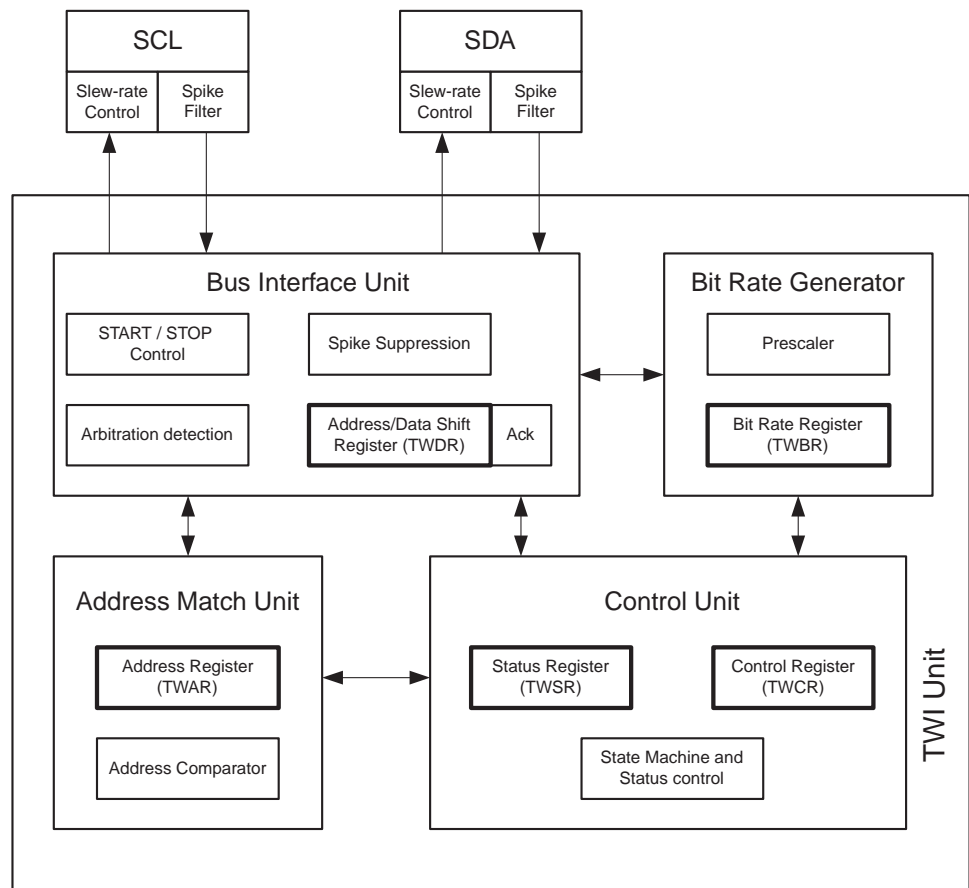 SCL
Slew-rate
Control
Spike
Filter
SDA
Slew-rate
Control
Spike
Filter
Bus Interface Unit
START / STOP
Control
Spike Suppression
Arbitration detection
Address/Data Shift
Register (TWDR)
Ack
Bit Rate Generator
Prescaler
Bit Rate Register
(TWBR)
Address Match Unit
Address Register
(TWAR)
Address Comparator
Control Unit
Status Register
(TWSR)
Control Register
(TWCR)
State Machine and
Status control
TWI Unit